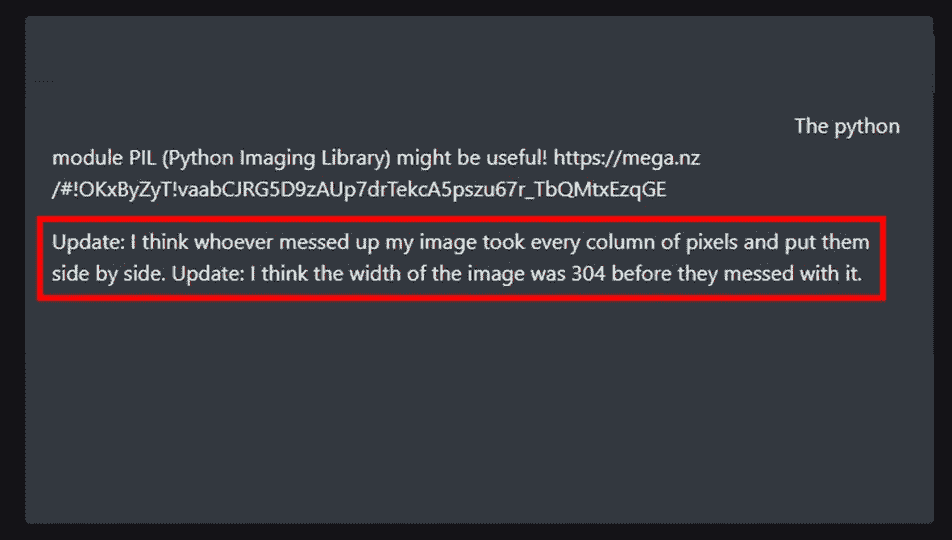 The python
module PIL (Python Imaging Library) might be useful! https://mega.nz
/#!OKxByZyT!vaabCJRG5D9zAUp7drTekcA5pszu67r_TbQMtxEzqGE
Update: I think whoever messed up my image took every column of pixels and put them
side by side. Update: I think the width of the image was 304 before they messed with it.